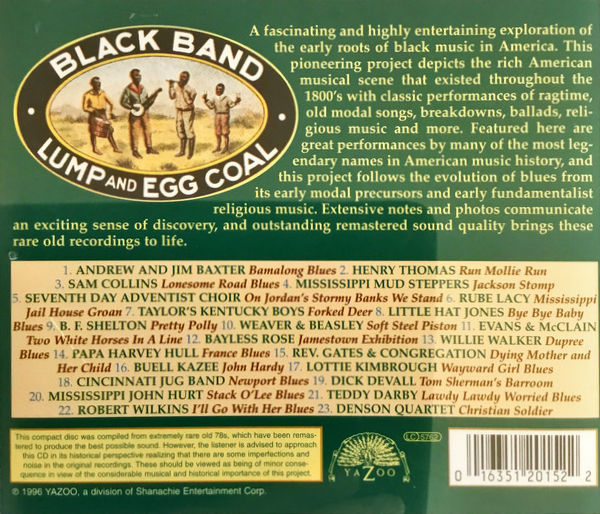 BLACK BAND
LUMP AND EGG COAL
A fascinating and highly entertaining exploration of
the early roots of black music in America. This
pioneering project depicts the rich American
musical scene that existed throughout the
1800's with classic performances of ragtime,
old modal songs, breakdowns, ballads, reli-
gious music and more. Featured here are
great performances by many of the most leg-
endary names in American music history, and
this project follows the evolution of blues from
its early modal precursors and early fundamentalist
religious music. Extensive notes and photos communicate
an exciting sense of discovery, and outstanding remastered sound quality brings these
rare old recordings to life.
1. ANDREW AND JIM BAXTER Bamalong Blues 2. HENRY THOMAS Run Mollie Run
3. SAM COLLINS Lonesome Road Blues 4. MISSISSIPPI MUD STEPPERS Jackson Stomp
5. SEVENTH DAY ADVENTIST CHOIR On Jordan's Stormy Banks We Stand 6. RUBE LACY Mississippi
Jail House Groan 7. TAYLOR'S KENTUCKY BOYS Forked Deer 8. LITTLE HAT JONES Bye Bye Baby
Blues 9. B. F. SHELTON Pretty Polly 10. WEAVER & BEASLEY Soft Steel Piston 11. EVANS & McCLAIN
Two White Horses In A Line 12. BAYLESS ROSE Jamestown Exhibition 13. WILLIE WALKER Dupree
Blues 14. PAPA HARVEY HULL France Blues 15. REV. GATES & CONGREGATION Dying Mother and
Her Child 16. BUELL KAZEE John Hardy 17. LOTTIE KIMBROUGH Wayward Girl Blues
18. CINCINNATI JUG BAND Newport Blues 19. DICK DEVALL Tom Sherman's Barroom
20. MISSISSIPPI JOHN HURT Stack O'Lee Blues 21. TEDDY DARBY Lawdy Lawdy Worried Blues
22. ROBERT WILKINS I'll Go With Her Blues 23. DENSON QUARTET Christian Soldier
This compact disc was compiled from extremely rare old 78s, which have been remas-
tered to produce the best possible sound. However, the listener is advised to approach
this CD in its historical perspective realizing that there are some imperfections and
noise in the original recordings. These should be viewed as being of minor conse-
quence in view of the considerable musical and historical importance of this project.
℗ 1996 YAZOO, a division of Shanachie Entertainment Corp.
YAZOO
LC 5762
0 16351 20152 2